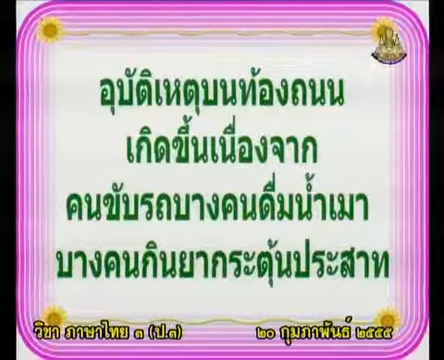 อุบัติเหตุบนท้องถนน
เกิดขึ้นเนื่องจาก
คนขับรถบางคนดื่มน้ำเมา
บางคนกินยากระตุ้นประสาท
วิชา ภาษาไทย ๓ (ป.๓) ๒๐ กุมภาพันธ์ ๒๕๕๕